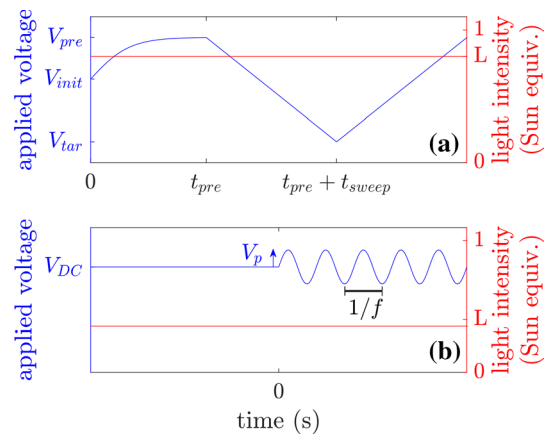 applied voltage
V_pre
V_init
V_tar
0
t_pre
t_pre + t_sweep
(a)
1
L
0
light intensity
(Sun equiv.)
applied voltage
V_DC
V_p
1/f
(b)
0
1
L
0
light intensity
(Sun equiv.)
time (s)